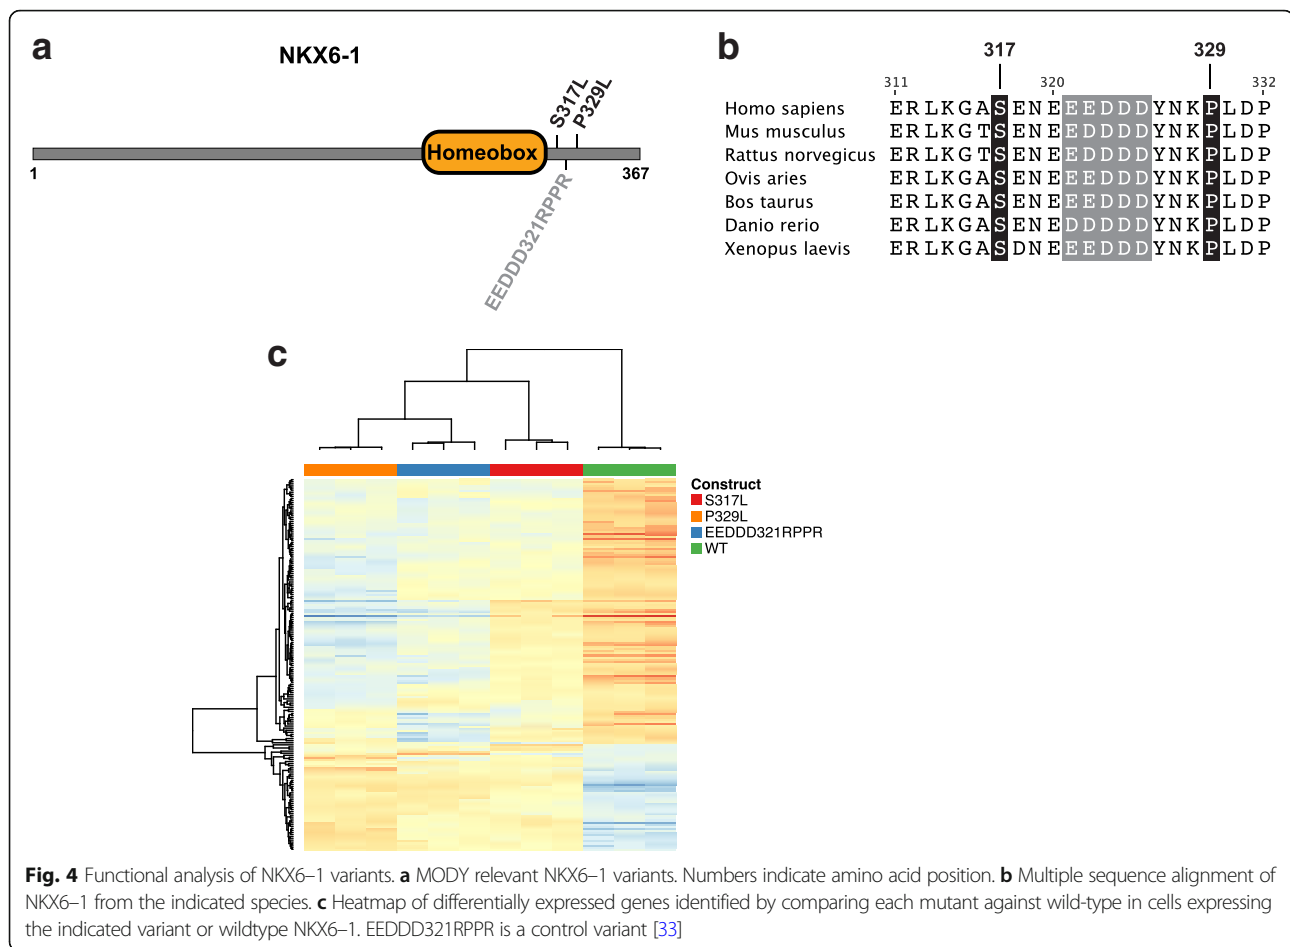 a
NKX6-1
S317L
P329L
Homeobox
1
367
EEDDD321RPPR
b
317
329
311
320
332
Homo sapiens ERLKGASENEEEDDDYNKPLDP
Mus musculus ERLKGTSENEEDDDDYNKPLDP
Rattus norvegicus ERLKGTSENEEDDDDYNKPLDP
Ovis aries ERLKGASENEEEDDDYNKPLDP
Bos taurus ERLKGASENEEEDDDYNKPLDP
Danio rerio ERLKGASENEDDDDDYNKPLDP
Xenopus laevis ERLKGASDNEEEDDDYNKPLDP
c
Construct
S317L
P329L
EEDDD321RPPR
WT
Fig. 4 Functional analysis of NKX6–1 variants. a MODY relevant NKX6–1 variants. Numbers indicate amino acid position. b Multiple sequence alignment of
NKX6–1 from the indicated species. c Heatmap of differentially expressed genes identified by comparing each mutant against wild-type in cells expressing
the indicated variant or wildtype NKX6–1. EEDDD321RPPR is a control variant [33]